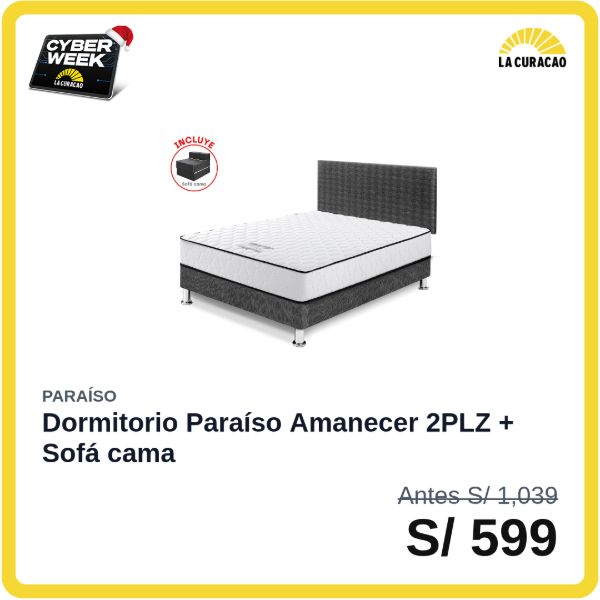 CYBER
WEEK
LA CURACAO
LA CURACAO
INCLUYE
Sofá cama
PARAÍSO
Dormitorio Paraíso Amanecer 2PLZ +
Sofá cama
Antes S/ 1,039
S/ 599